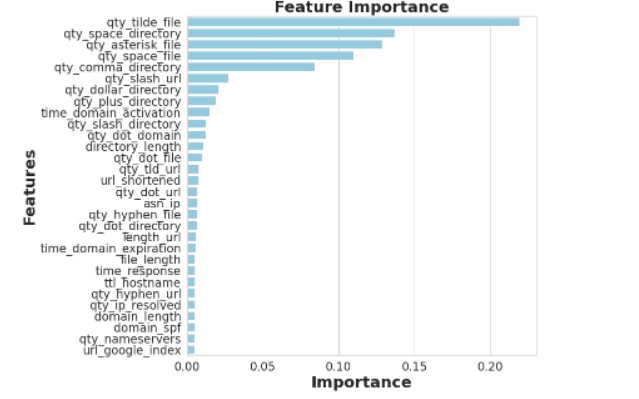 Feature Importance
qty_tilde_file
qty_space_directory
qty_asterisk_file
qty_space_file
qty_comma_directory
qty_slash_url
qty_dollar_directory
qty_plus_directory
time_domain_activation
qty_slash_directory
qty_dot_domain
directory_length
qty_dot_file
qty_tld_url
url_shortened
qty_dot_url
asn_ip
qty_hyphen_file
qty_dot_directory
length_url
time_domain_expiration
file_length
time_response
ttl_hostname
qty_hyphen_url
qty_ip_resolved
domain_length
domain_spf
qty_nameservers
url_google_index
Features
0.00 0.05 0.10 0.15 0.20
Importance